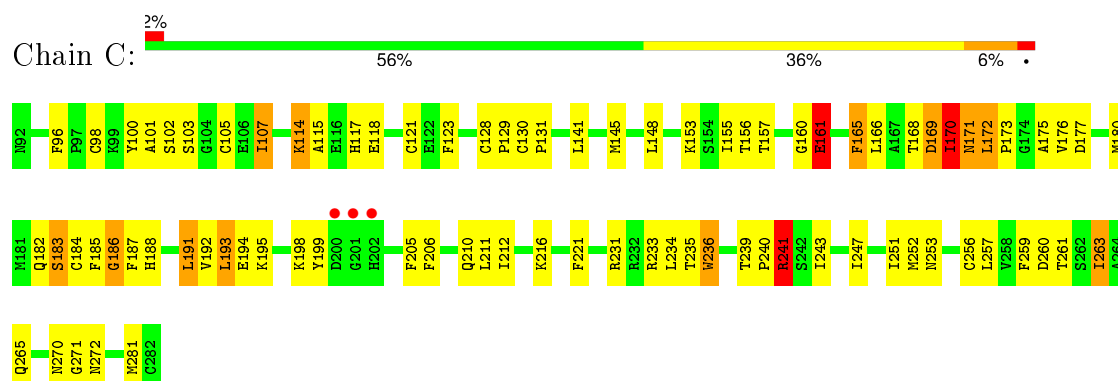 2%
Chain C:
56% 36% 6% •
N92 F96 P97 C98 K99 Y100 A101 S102 S103 G104 C105 E106 I107 K114 A115 E116 H117 E118 C121 E122 F123 C128 P129 C130 P131 L141 M145 L148 K153 S154 I155 T156 T157 G160 E161 F165 L166 A167 T168 D169 I170 N171 L172 P173 G174 A175 V176 D177
M181 Q182 S183 C184 F185 G186 F187 H188 L191 V192 L193 E194 K195 K198 Y199 D200 G201 H202 F205 F206 Q210 L211 I212 K216 F221 R231 R232 R233 L234 T235 W236 T239 P240 R241 S242 I243 I247 I251 M252 N253 C256 L257 V258 F259 D260 T261 S262 I263 A264
Q265 N270 G271 N272 M281 C282